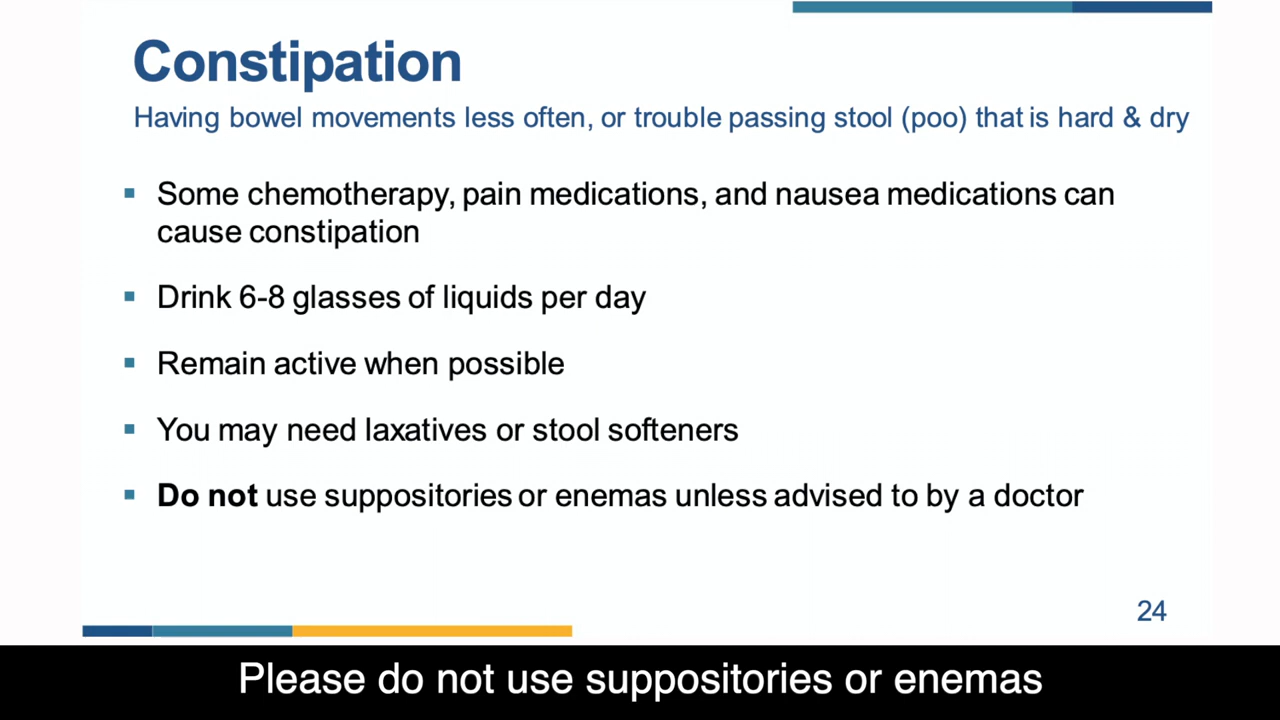 Constipation
Having bowel movements less often, or trouble passing stool (poo) that is hard & dry
▪ Some chemotherapy, pain medications, and nausea medications can
cause constipation
▪ Drink 6-8 glasses of liquids per day
▪ Remain active when possible
▪ You may need laxatives or stool softeners
▪ Do not use suppositories or enemas unless advised to by a doctor
24
Please do not use suppositories or enemas